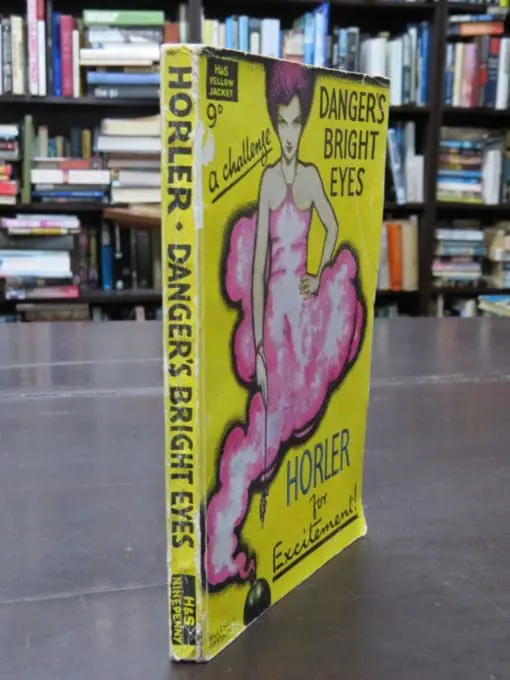 HORLER · DANGER'S BRIGHT EYES
H&S
NINEPENNY
H&S
YELLOW
JACKET
9D
a challenge
DANGER'S
BRIGHT
EYES
HORLER
for
Excitement!